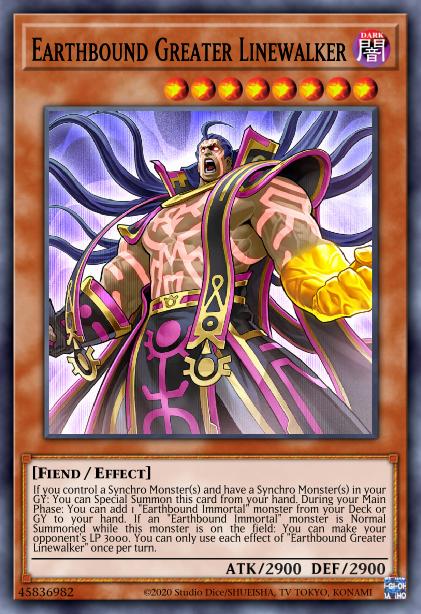 EARTHBOUND GREATER LINEWALKER
DARK
闇
[FIEND / EFFECT]
If you control a Synchro Monster(s) and have a Synchro Monster(s) in your
GY: You can Special Summon this card from your hand. During your Main
Phase: You can add 1 "Earthbound Immortal" monster from your Deck or
GY to your hand. If an "Earthbound Immortal" monster is Normal
Summoned while this monster is on the field: You can make your
opponent's LP 3000. You can only use each effect of "Earthbound Greater
Linewalker" once per turn.
ATK/2900 DEF/2900
45836982 ©2020 Studio Dice/SHUEISHA, TV TOKYO, KONAMI